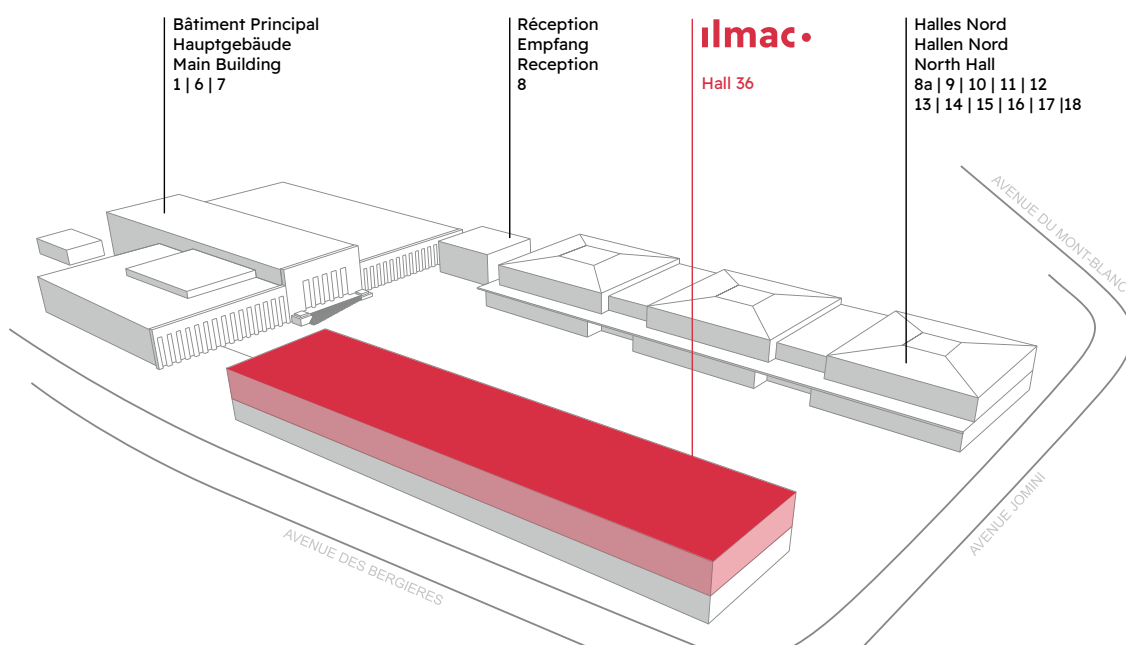 Bâtiment Principal
Hauptgebäude
Main Building
1 | 6 | 7
Réception
Empfang
Reception
8
ilmac
Hall 36
Halles Nord
Hallen Nord
North Hall
8a | 9 | 10 | 11 | 12
13 | 14 | 15 | 16 | 17 |18
AVENUE DU MONT-BLANC
AVENUE JOMINI
AVENUE DES BERGIERES